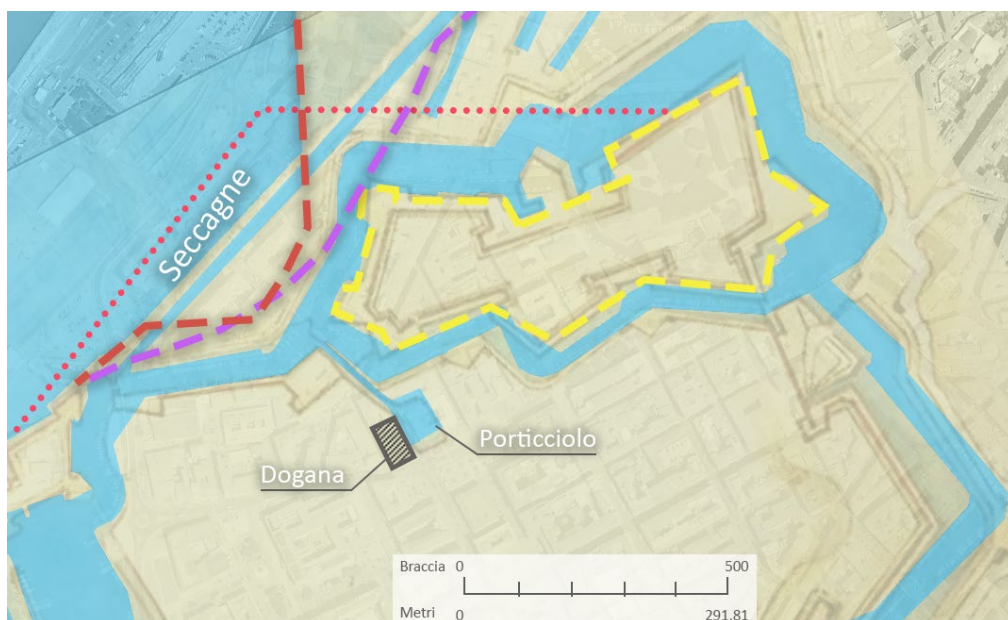 Seccagne
Porticciolo
Dogana
Braccia 0 500
Metri 0 291.81